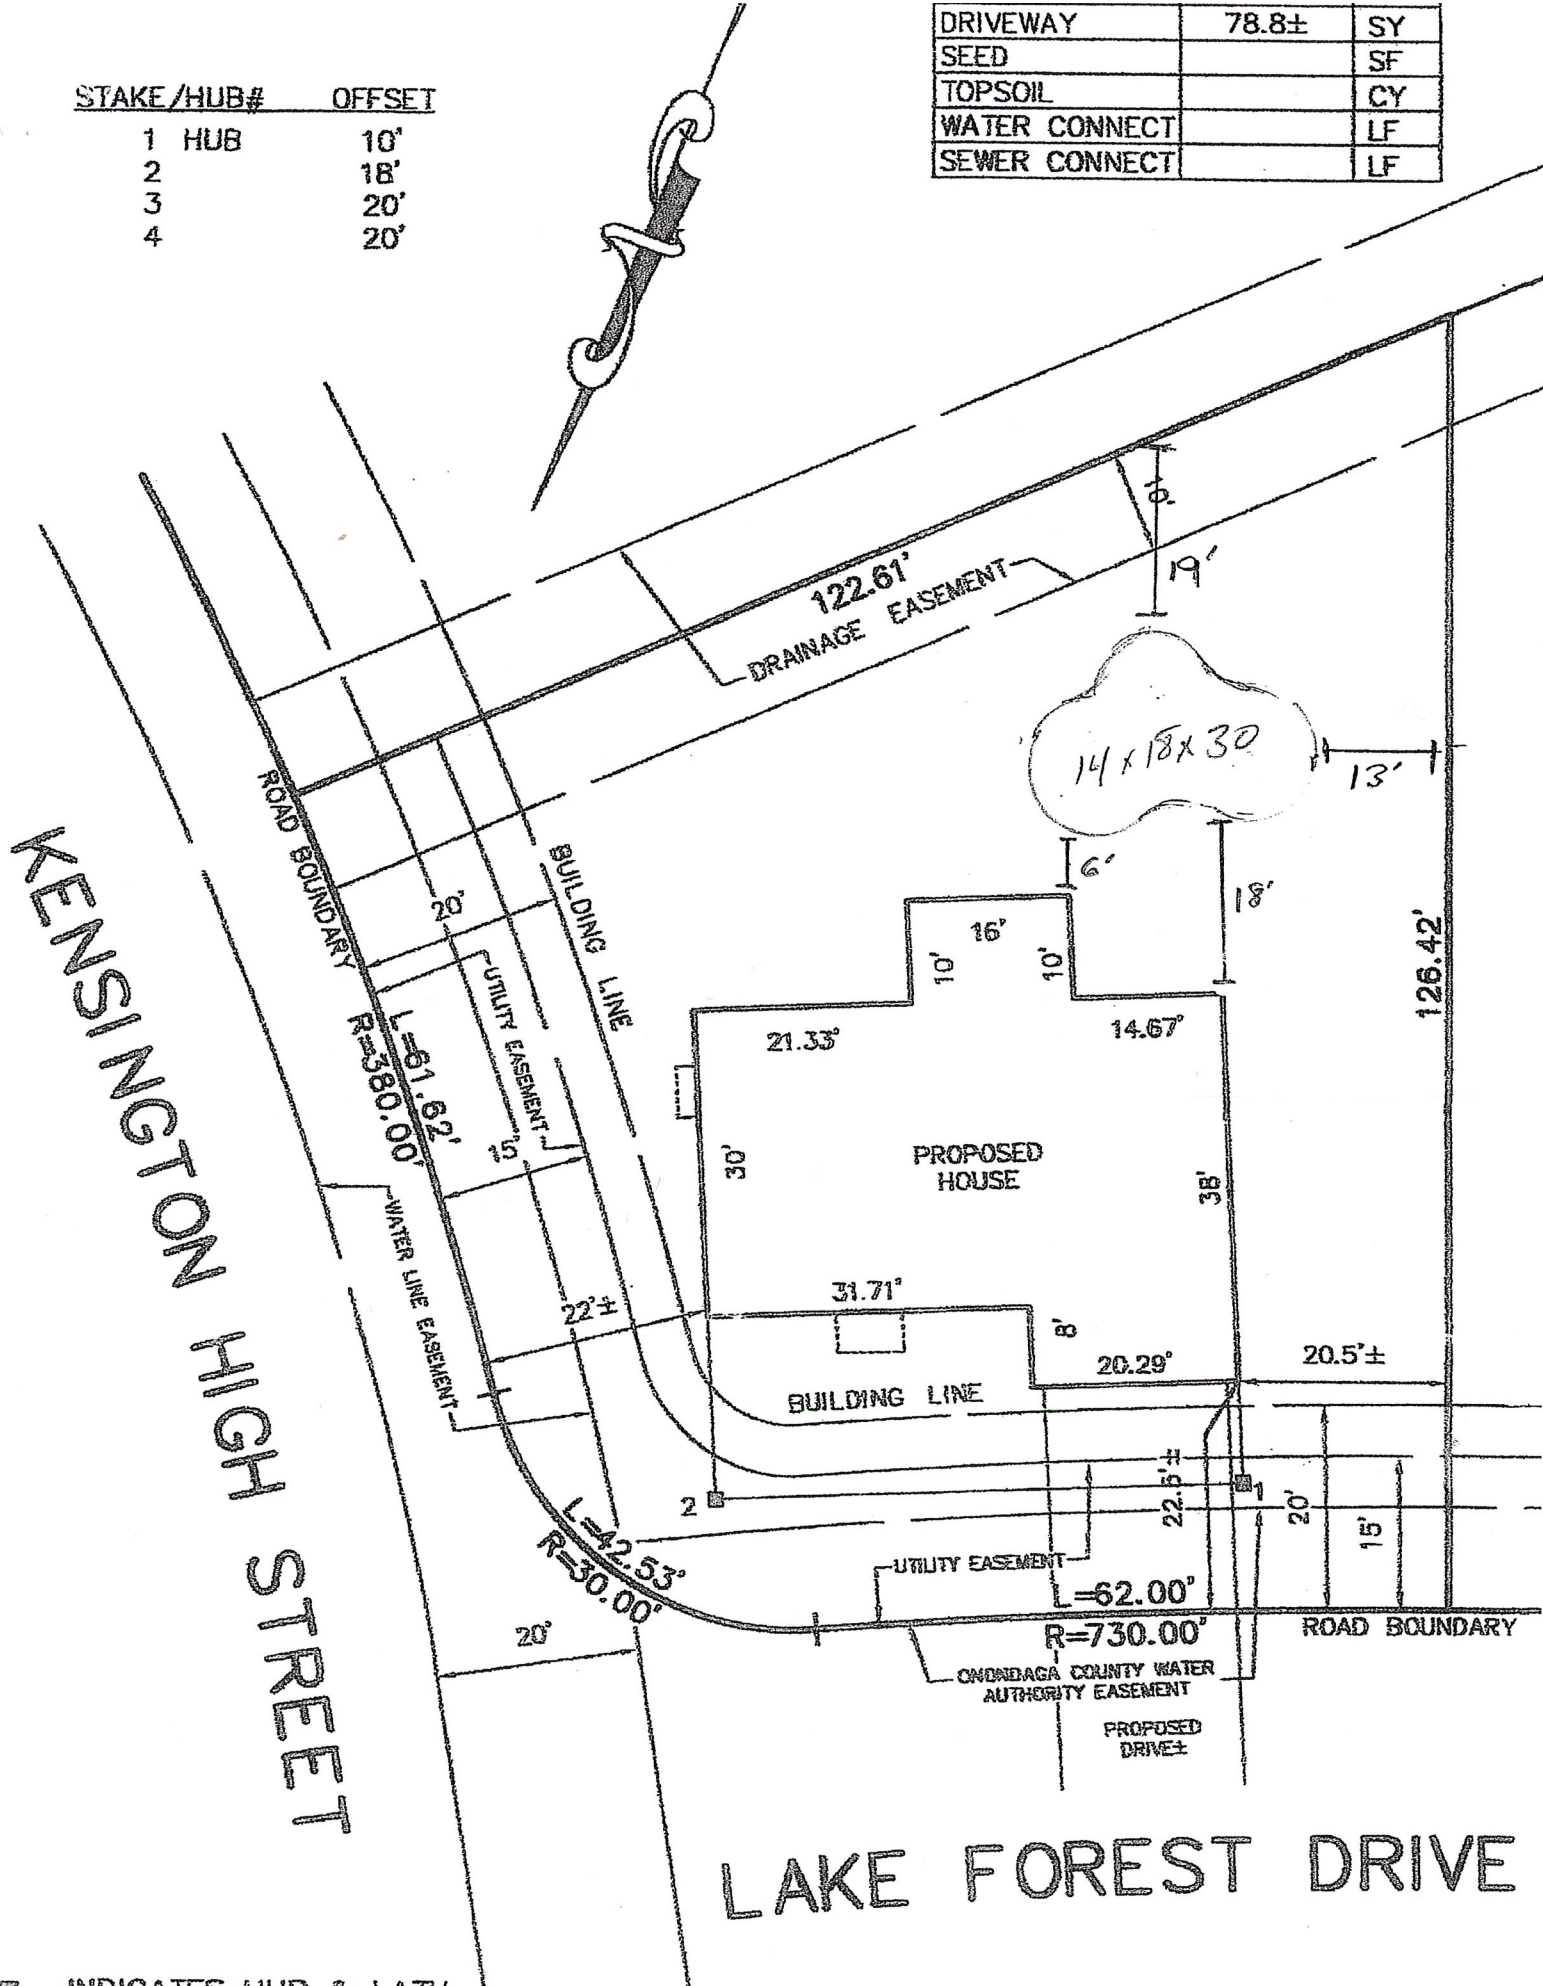 DRIVEWAY 78.8± SY
SEED SF
TOPSOIL CY
WATER CONNECT LF
SEWER CONNECT LF
STAKE/HUB# OFFSET
1 HUB 10'
2 18'
3 20'
4 20'
10'
19'
122.61'
DRAINAGE EASEMENT
14 x 18 x 30
13'
6'
18'
126.42'
ROAD BOUNDARY
BUILDING LINE
20'
UTILITY EASEMENT
L=61.62'
R=380.00'
15'
16'
10'
10'
21.33'
14.67'
PROPOSED
HOUSE
30'
38'
31.71'
8'
20.29'
20.5'±
22'±
WATER LINE EASEMENT
BUILDING LINE
22.5'±
20'
15'
2
1
L=42.53'
R=30.00'
UTILITY EASEMENT
L=62.00'
R=730.00'
ROAD BOUNDARY
ONONDAGA COUNTY WATER
AUTHORITY EASEMENT
PROPOSED
DRIVE±
20'
KENSINGTON HIGH STREET
LAKE FOREST DRIVE
INDICATES HUB & LATH